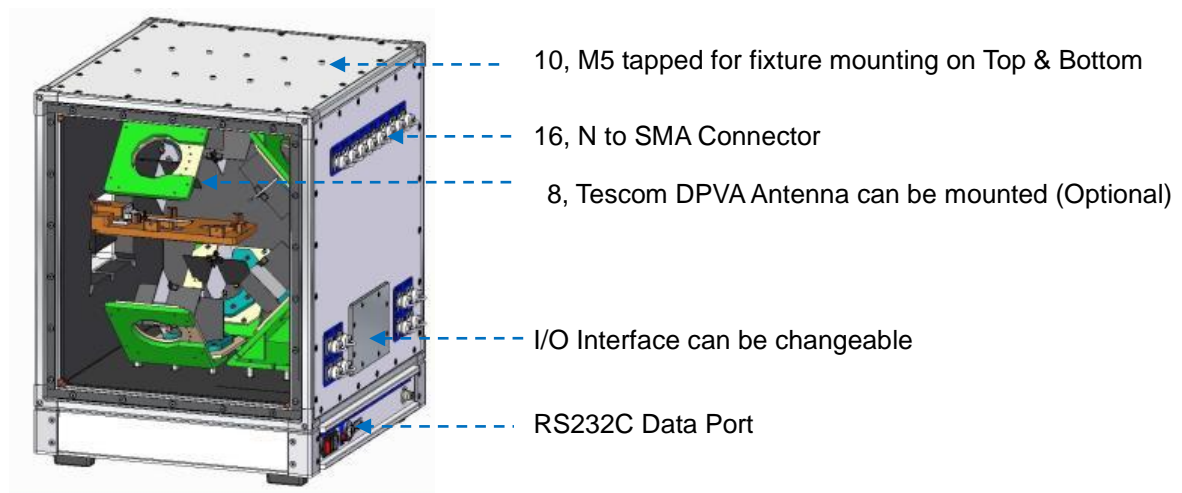 10, M5 tapped for fixture mounting on Top & Bottom
16, N to SMA Connector
8, Tescom DPVA Antenna can be mounted (Optional)
I/O Interface can be changeable
RS232C Data Port